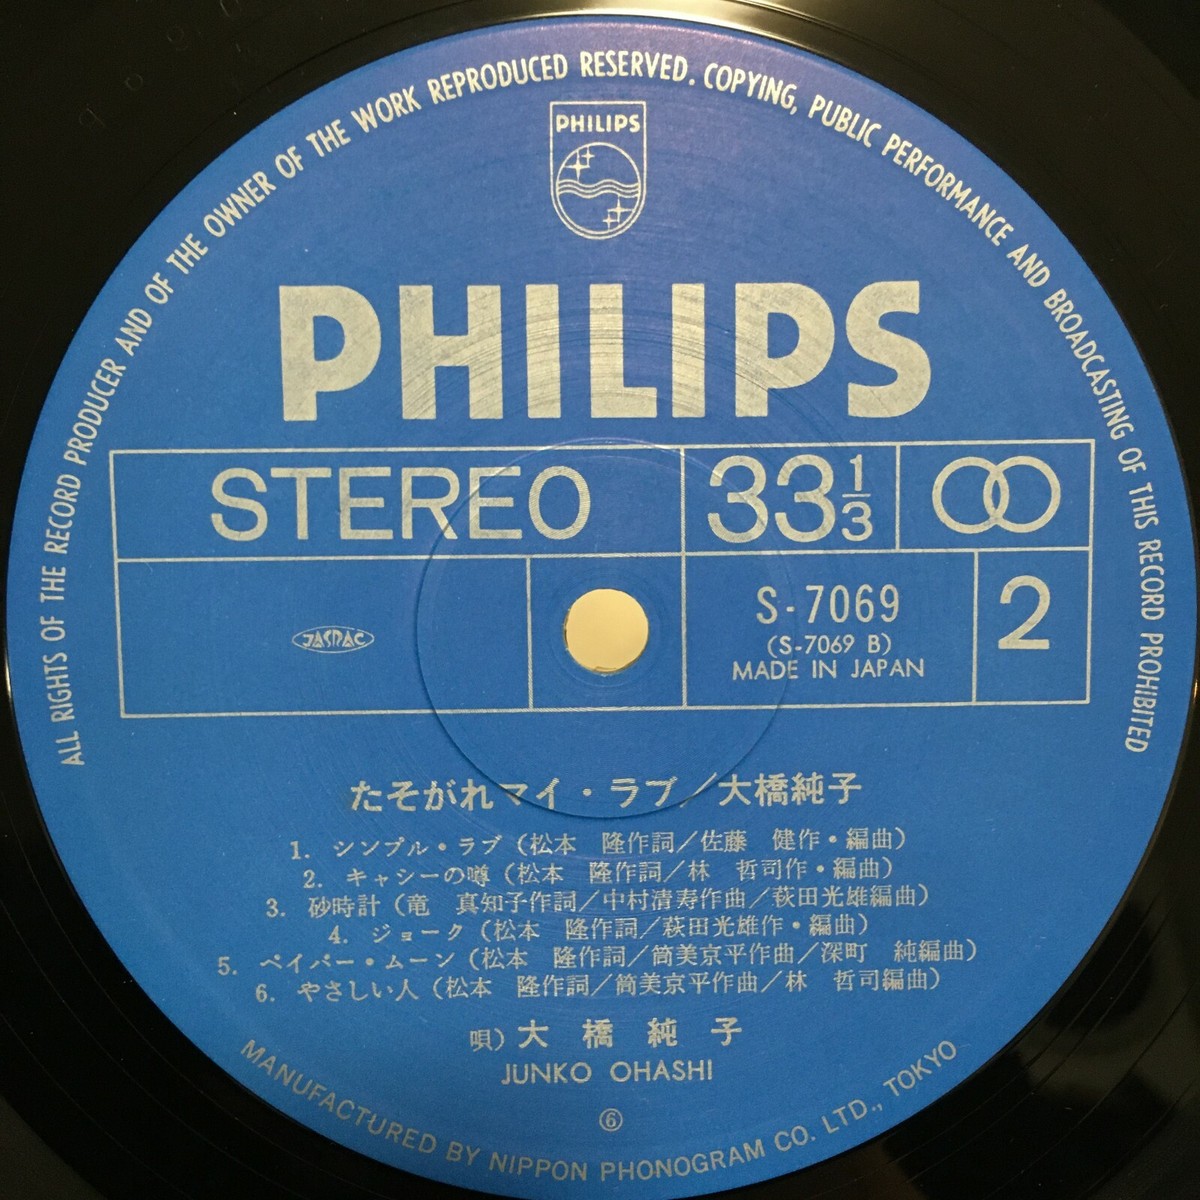 ALL RIGHTS OF THE RECORD PRODUCER AND OF THE OWNER OF THE WORK REPRODUCED RESERVED. COPYING, PUBLIC PERFORMANCE AND BROADCASTING OF THIS RECORD PROHIBITED
PHILIPS
PHILIPS
STEREO
33 1/3
JASRAC
S-7069
(S-7069 B)
MADE IN JAPAN
2
たそがれマイ・ラブ/大橋純子
1. シンプル・ラブ(松本 隆作詞/佐藤 健作・編曲)
2. キャシーの噂(松本 隆作詞/林 哲司作・編曲)
3. 砂時計(竜 真知子作詞/中村清寿作曲/萩田光雄編曲)
4. ジョーク(松本 隆作詞/萩田光雄作・編曲)
5. ペイパー・ムーン(松本 隆作詞/筒美京平作曲/深町 純編曲)
6. やさしい人(松本 隆作詞/筒美京平作曲/林 哲司編曲)
唄)大橋純子
JUNKO OHASHI
⑥
MANUFACTURED BY NIPPON PHONOGRAM CO. LTD., TOKYO